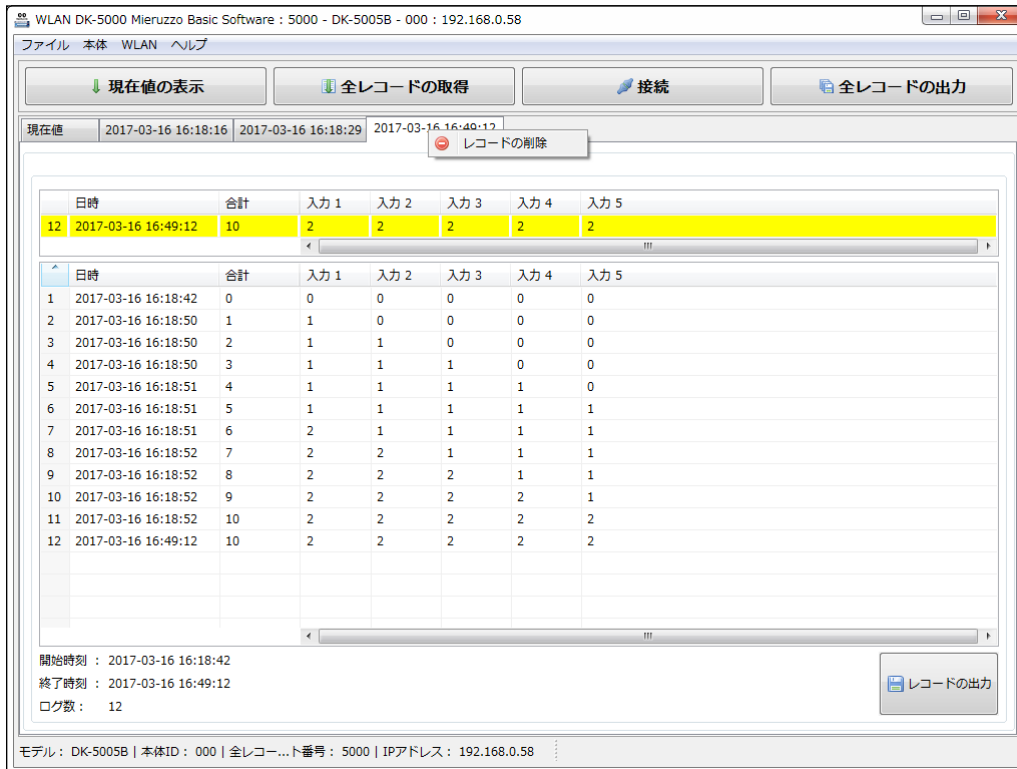 WLAN DK-5000 Mieruzzo Basic Software : 5000 - DK-5005B - 000 : 192.168.0.58
ファイル 本体 WLAN ヘルプ
現在値の表示 全レコードの取得 接続 全レコードの出力
現在値 2017-03-16 16:18:16 2017-03-16 16:18:29 2017-03-16 16:49:12
レコードの削除
日時 合計 入力 1 入力 2 入力 3 入力 4 入力 5
12 2017-03-16 16:49:12 10 2 2 2 2 2
日時 合計 入力 1 入力 2 入力 3 入力 4 入力 5
1 2017-03-16 16:18:42 0 0 0 0 0 0
2 2017-03-16 16:18:50 1 1 0 0 0 0
3 2017-03-16 16:18:50 2 1 1 0 0 0
4 2017-03-16 16:18:50 3 1 1 1 0 0
5 2017-03-16 16:18:51 4 1 1 1 1 0
6 2017-03-16 16:18:51 5 1 1 1 1 1
7 2017-03-16 16:18:51 6 2 1 1 1 1
8 2017-03-16 16:18:52 7 2 2 1 1 1
9 2017-03-16 16:18:52 8 2 2 2 1 1
10 2017-03-16 16:18:52 9 2 2 2 2 1
11 2017-03-16 16:18:52 10 2 2 2 2 2
12 2017-03-16 16:49:12 10 2 2 2 2 2
開始時刻 : 2017-03-16 16:18:42
終了時刻 : 2017-03-16 16:49:12
ログ数 : 12
レコードの出力
モデル : DK-5005B | 本体ID : 000 | 全レコー...ト番号 : 5000 | IPアドレス : 192.168.0.58